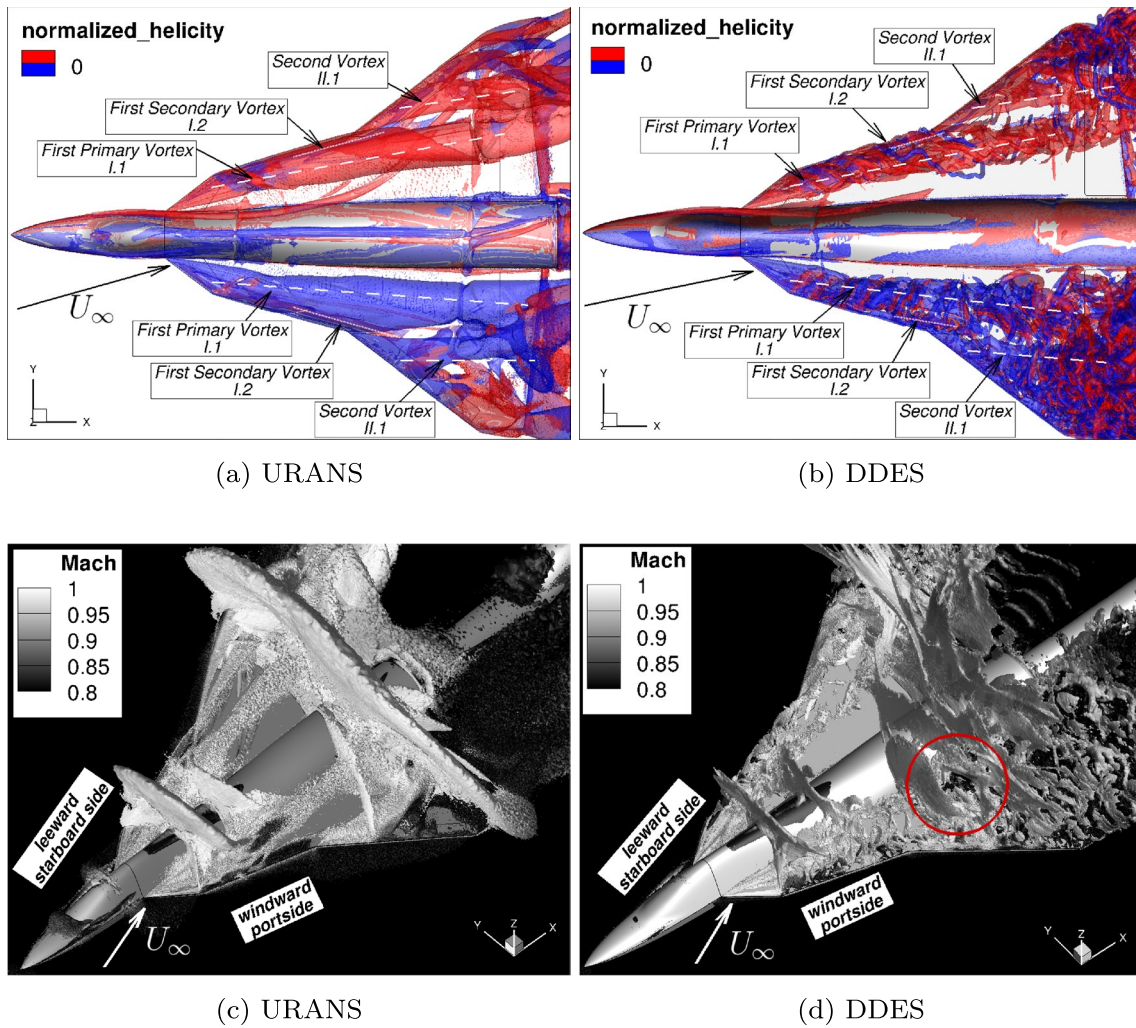 normalized_helicity
0
Second Vortex
II.1
First Secondary Vortex
I.2
First Primary Vortex
I.1
U∞
First Primary Vortex
I.1
First Secondary Vortex
I.2
Second Vortex
II.1
Y
Z
X
(a) URANS
normalized_helicity
0
Second Vortex
II.1
First Secondary Vortex
I.2
First Primary Vortex
I.1
U∞
First Primary Vortex
I.1
First Secondary Vortex
I.2
Second Vortex
II.1
Y
Z
X
(b) DDES
Mach
1
0.95
0.9
0.85
0.8
leeward
starboard side
windward
portside
U∞
Y
Z
X
(c) URANS
Mach
1
0.95
0.9
0.85
0.8
leeward
starboard side
windward
portside
U∞
Y
Z
X
(d) DDES